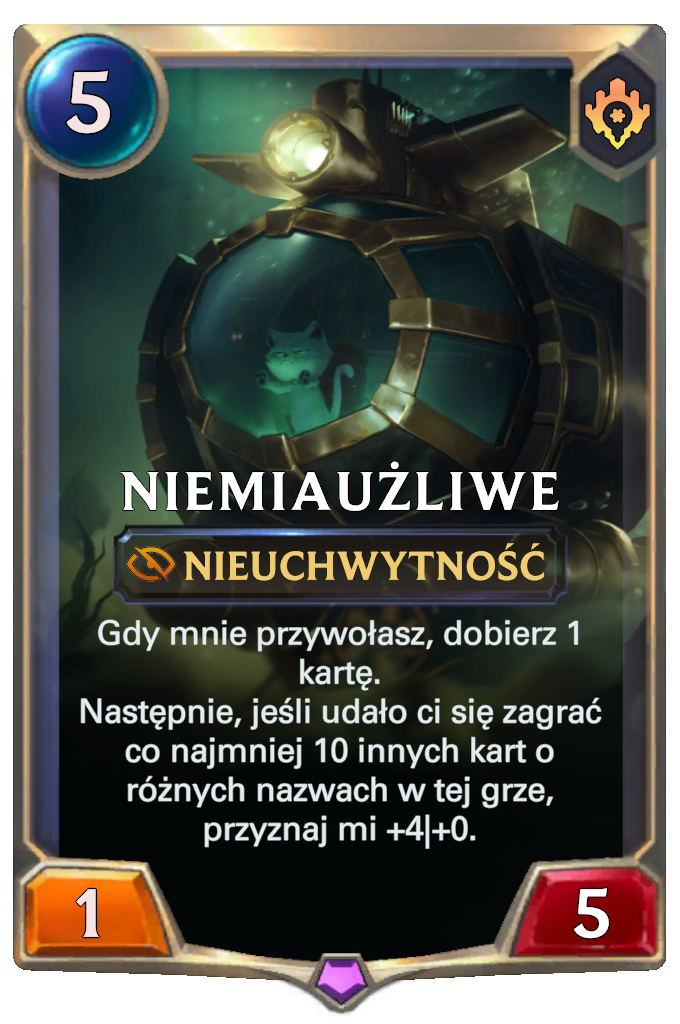 5
NIEMIAUŻLIWE
NIEUCHWYTNOŚĆ
Gdy mnie przywołasz, dobierz 1
kartę.
Następnie, jeśli udało ci się zagrać
co najmniej 10 innych kart o
różnych nazwach w tej grze,
przyznaj mi +4|+0.
1
5